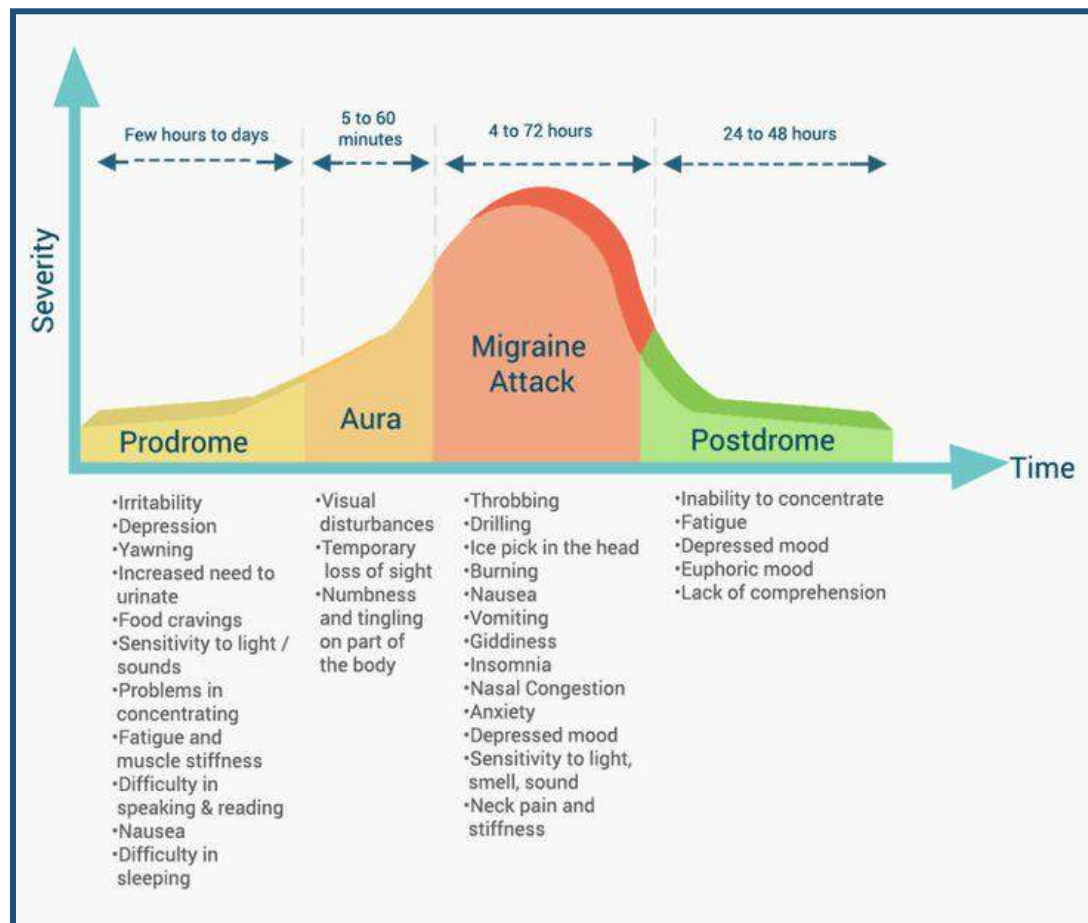 Few hours to days
5 to 60
minutes
4 to 72 hours
24 to 48 hours
Severity
Prodrome
Aura
Migraine
Attack
Postdrome
Time
•Irritability
•Depression
•Yawning
•Increased need to
urinate
•Food cravings
•Sensitivity to light /
sounds
•Problems in
concentrating
•Fatigue and
muscle stiffness
•Difficulty in
speaking & reading
•Nausea
•Difficulty in
sleeping
•Visual
disturbances
•Temporary
loss of sight
•Numbness
and tingling
on part of
the body
•Throbbing
•Drilling
•Ice pick in the head
•Burning
•Nausea
•Vomiting
•Giddiness
•Insomnia
•Nasal Congestion
•Anxiety
•Depressed mood
•Sensitivity to light,
smell, sound
•Neck pain and
stiffness
•Inability to concentrate
•Fatigue
•Depressed mood
•Euphoric mood
•Lack of comprehension